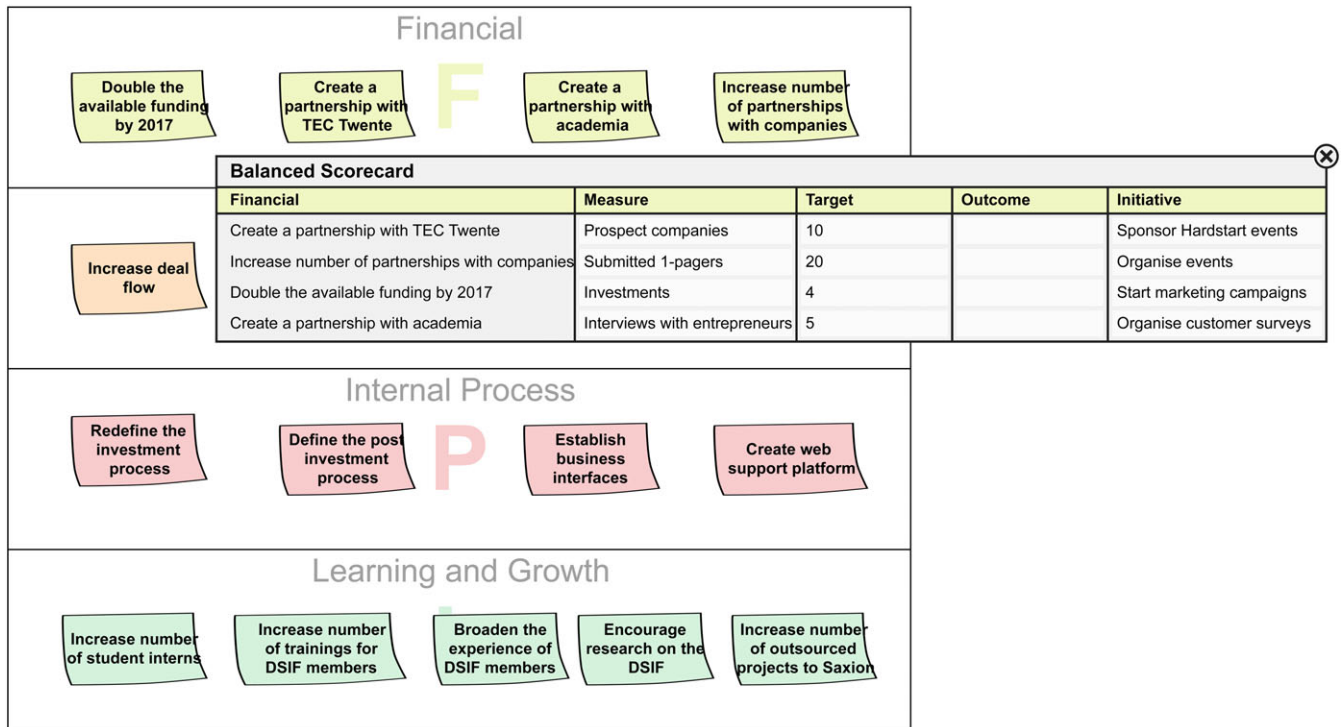 Financial
F
Double the
available funding
by 2017
Create a
partnership with
TEC Twente
Create a
partnership with
academia
Increase number
of partnerships
with companies
Balanced Scorecard
Financial Measure Target Outcome Initiative
Create a partnership with TEC Twente Prospect companies 10 Sponsor Hardstart events
Increase number of partnerships with companies Submitted 1-pagers 20 Organise events
Double the available funding by 2017 Investments 4 Start marketing campaigns
Create a partnership with academia Interviews with entrepreneurs 5 Organise customer surveys
Increase deal
flow
Internal Process
P
Redefine the
investment
process
Define the post
investment
process
Establish
business
interfaces
Create web
support platform
Learning and Growth
Increase number
of student interns
Increase number
of trainings for
DSIF members
Broaden the
experience of
DSIF members
Encourage
research on the
DSIF
Increase number
of outsourced
projects to Saxion